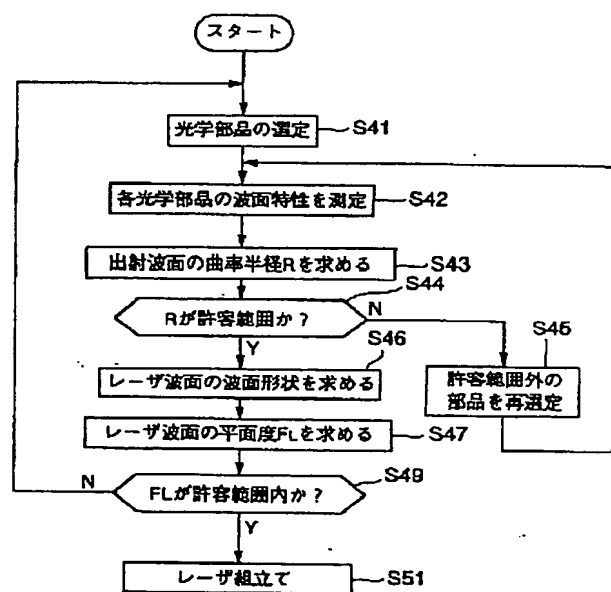 スタート
光学部品の選定
S41
各光学部品の波面特性を測定
S42
出射波面の曲率半径Rを求める
S43
S44
Rが許容範囲か?
N
Y
S45
許容範囲外の
部品を再選定
S46
レーザ波面の波面形状を求める
レーザ波面の平面度FLを求める
S47
S49
FLが許容範囲内か?
N
Y
レーザ組立て
S51